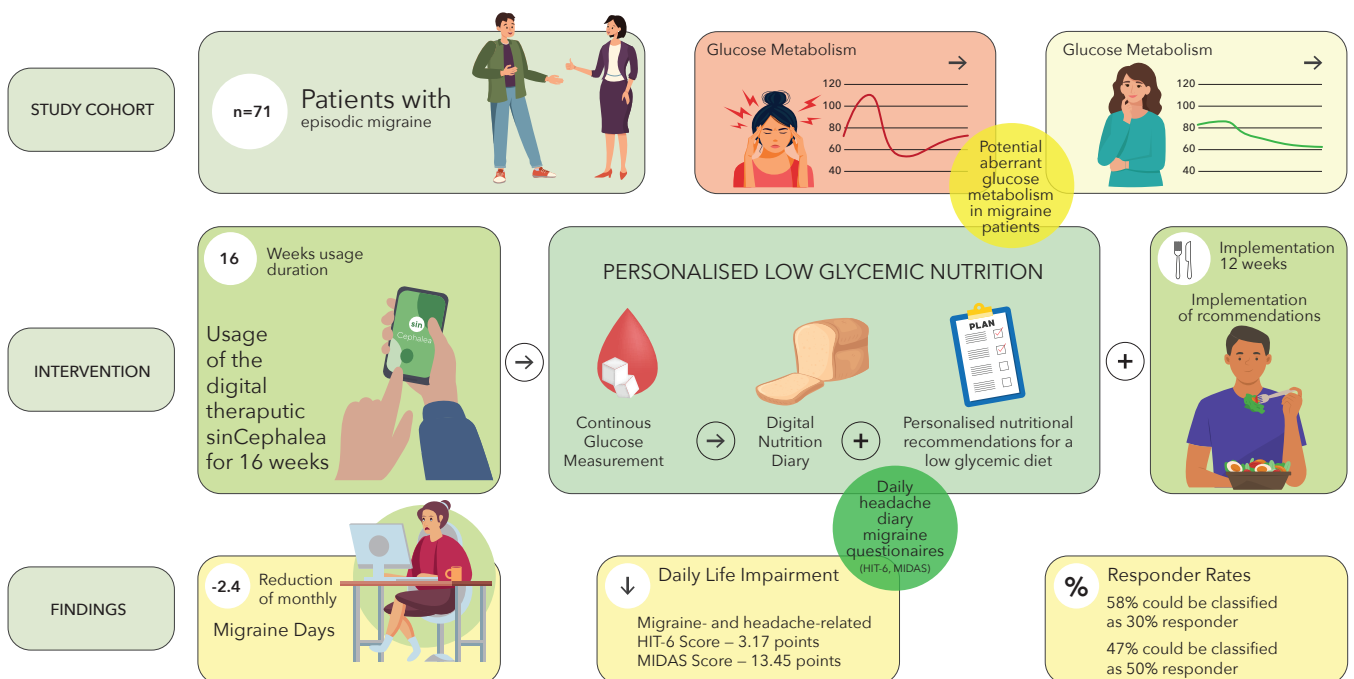 STUDY COHORT
n=71
Patients with
episodic migraine
Glucose Metabolism
120
100
80
60
40
Potential
aberrant
glucose
metabolism
in migraine
patients
Glucose Metabolism
120
100
80
60
40
INTERVENTION
16
Weeks usage
duration
Usage
of the
digital
theraputic
sinCephalea
for 16 weeks
sin
Cephalea
PERSONALISED LOW GLYCEMIC NUTRITION
Continous
Glucose
Measurement
Digital
Nutrition
Diary
+
PLAN
Personalised nutritional
recommendations for a
low glycemic diet
+
Implementation
12 weeks
Implementation
of rcommendations
Daily
headache
diary
migraine
questionaires
(HIT-6, MIDAS)
FINDINGS
-2.4
Reduction
of monthly
Migraine Days
Daily Life Impairment
Migraine- and headache-related
HIT-6 Score – 3.17 points
MIDAS Score – 13.45 points
%
Responder Rates
58% could be classified
as 30% responder
47% could be classified
as 50% responder